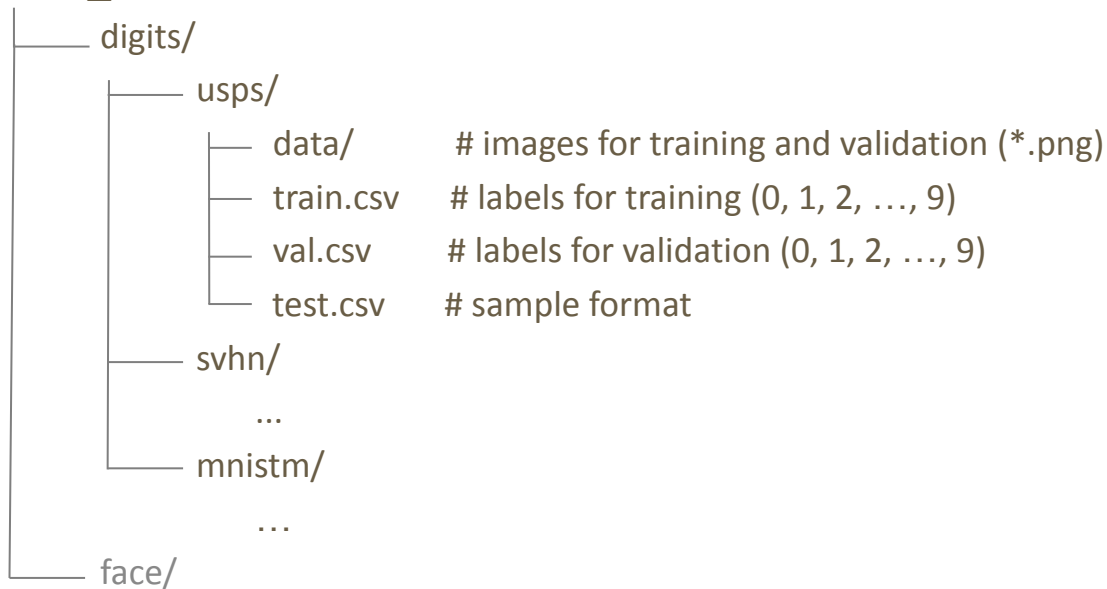 digits/
usps/
data/ # images for training and validation (*.png)
train.csv # labels for training (0, 1, 2, …, 9)
val.csv # labels for validation (0, 1, 2, …, 9)
test.csv # sample format
svhn/
...
mnistm/
…
face/